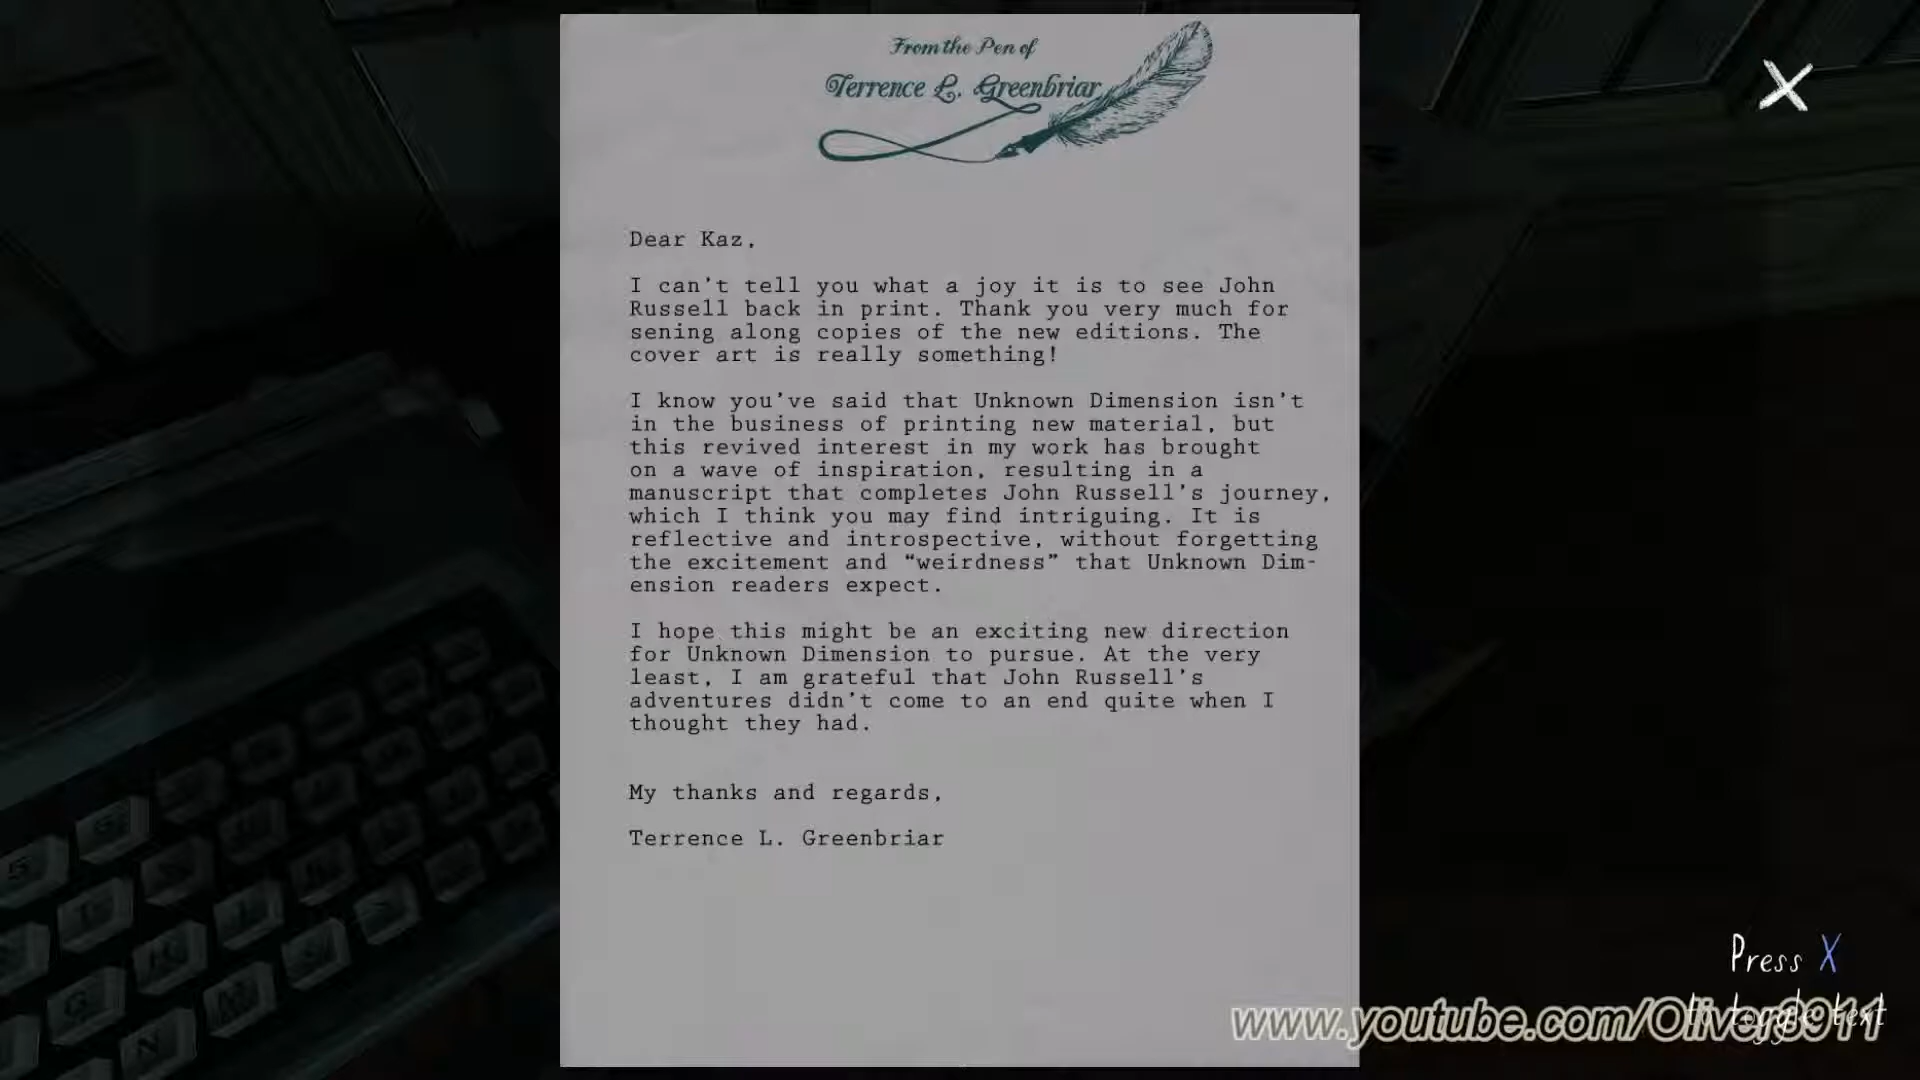 From the Pen of
Terrence L. Greenbriar
Dear Kaz,
I can't tell you what a joy it is to see John
Russell back in print. Thank you very much for
sening along copies of the new editions. The
cover art is really something!
I know you've said that Unknown Dimension isn't
in the business of printing new material, but
this revived interest in my work has brought
on a wave of inspiration, resulting in a
manuscript that completes John Russell's journey,
which I think you may find intriguing. It is
reflective and introspective, without forgetting
the excitement and “weirdness” that Unknown Dim-
ension readers expect.
I hope this might be an exciting new direction
for Unknown Dimension to pursue. At the very
least, I am grateful that John Russell's
adventures didn't come to an end quite when I
thought they had.
My thanks and regards,
Terrence L. Greenbriar
Press X
to toggle text
www.youtube.com/Oliver8911